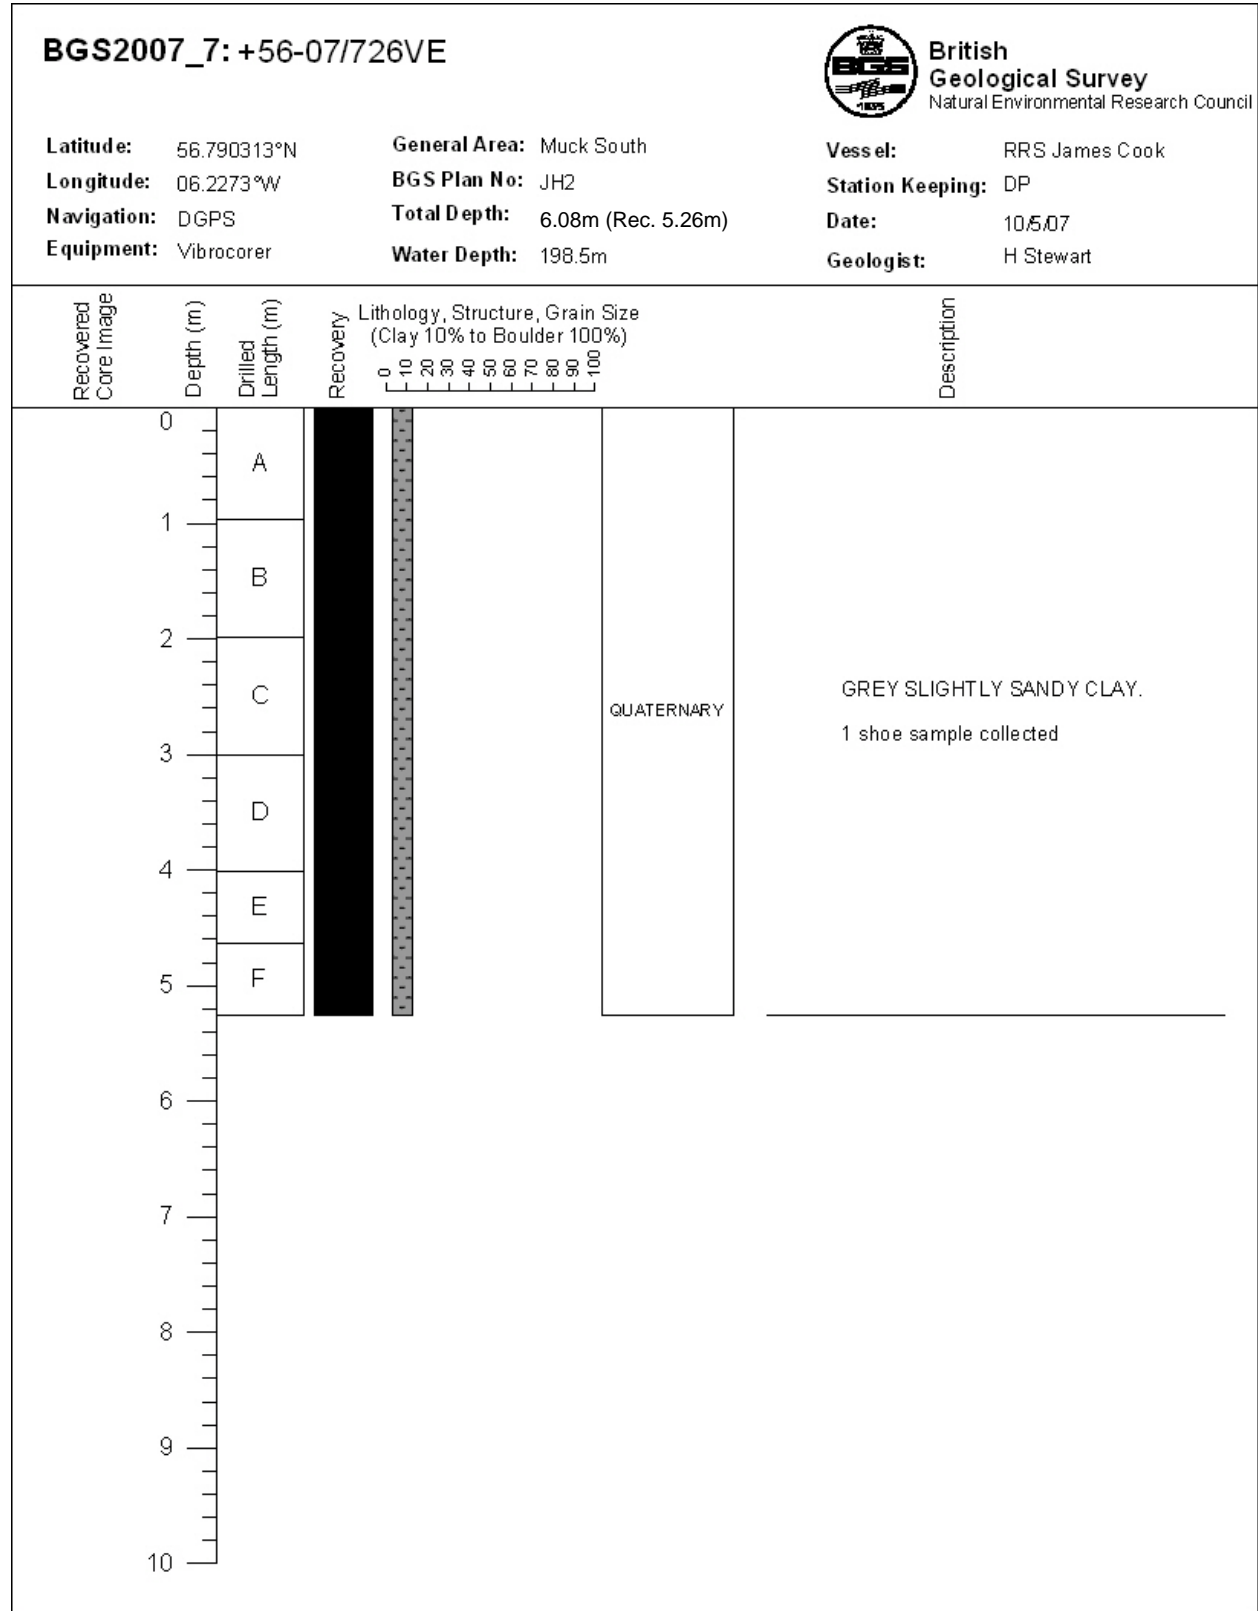 BGS2007_7: +56-07/726VE
BGS
1835
British
Geological Survey
Natural Environmental Research Council
Latitude: 56.790313°N
Longitude: 06.2273°W
Navigation: DGPS
Equipment: Vibrocorer
General Area: Muck South
BGS Plan No: JH2
Total Depth: 6.08m (Rec. 5.26m)
Water Depth: 198.5m
Vessel: RRS James Cook
Station Keeping: DP
Date: 10/5/07
Geologist: H Stewart
Recovered
Core Image
Depth (m)
Drilled
Length (m)
Recovery
Lithology, Structure, Grain Size
(Clay 10% to Boulder 100%)
0 10 20 30 40 50 60 70 80 90 100
Description
0
A
1
B
2
C
QUATERNARY
GREY SLIGHTLY SANDY CLAY.
1 shoe sample collected
3
D
4
E
5
F
6
7
8
9
10